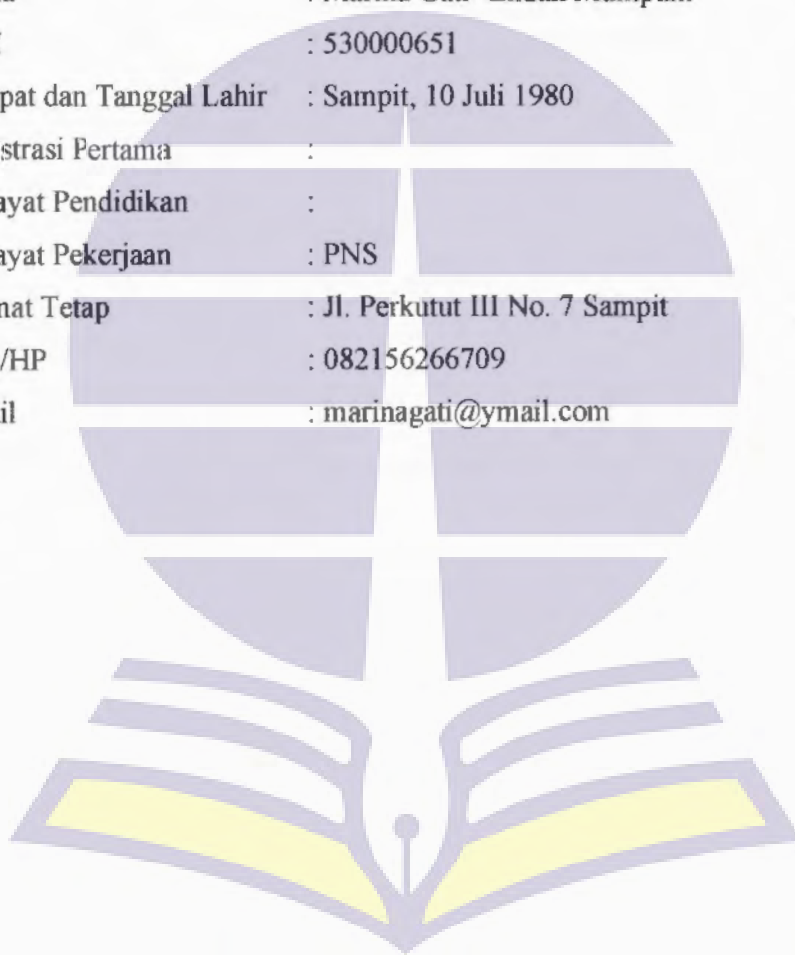 : 530000651
pat dan Tanggal Lahir : Sampit, 10 Juli 1980
strasi Pertama :
ayat Pendidikan :
ayat Pekerjaan : PNS
nat Tetap : Jl. Perkutut III No. 7 Sampit
/HP : 082156266709
il : marinagati@ymail.com